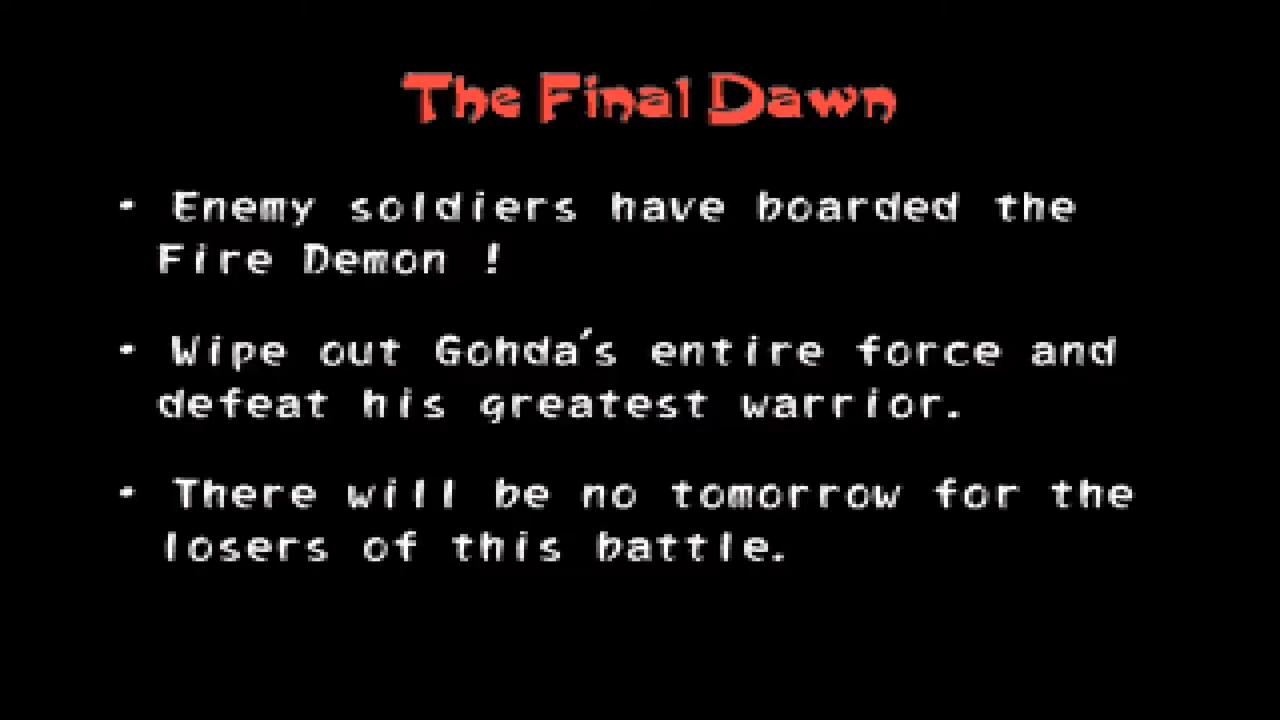 The Final Dawn
· Enemy soldiers have boarded the
Fire Demon !
· Wipe out Gohda's entire force and
defeat his greatest warrior.
· There will be no tomorrow for the
losers of this battle.